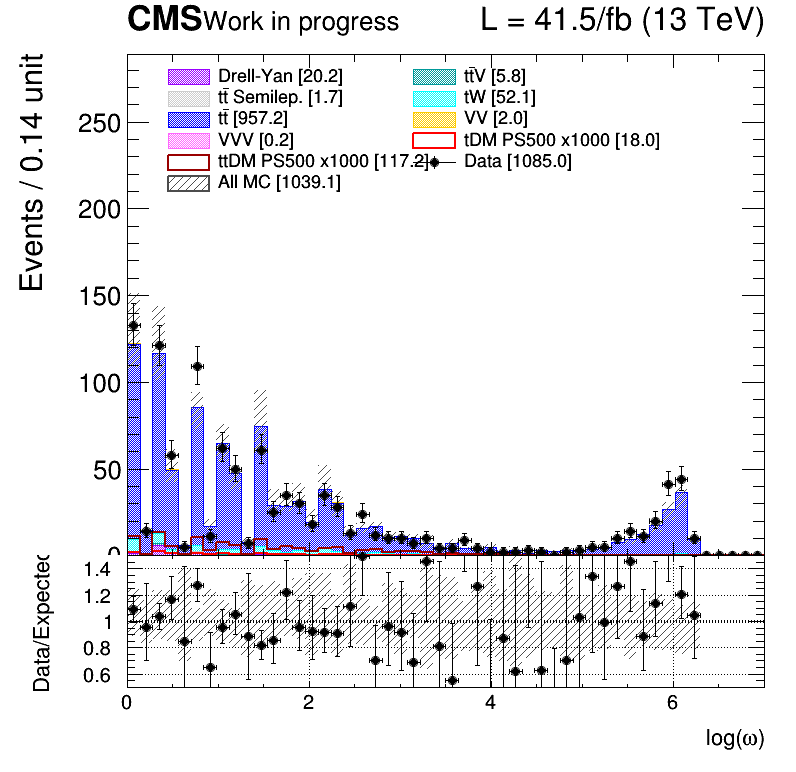 CMS Work in progress L = 41.5/fb (13 TeV)
Events / 0.14 unit
Drell-Yan [20.2] tt̄V [5.8]
tt̄ Semilep. [1.7] tW [52.1]
tt̄ [957.2] VV [2.0]
VVV [0.2] tDM PS500 x1000 [18.0]
ttDM PS500 x1000 [117.2] Data [1085.0]
All MC [1039.1]
250
200
150
100
50
0
Data/Expected
1.4
1.2
1
0.8
0.6
0 2 4 6
log(ω)